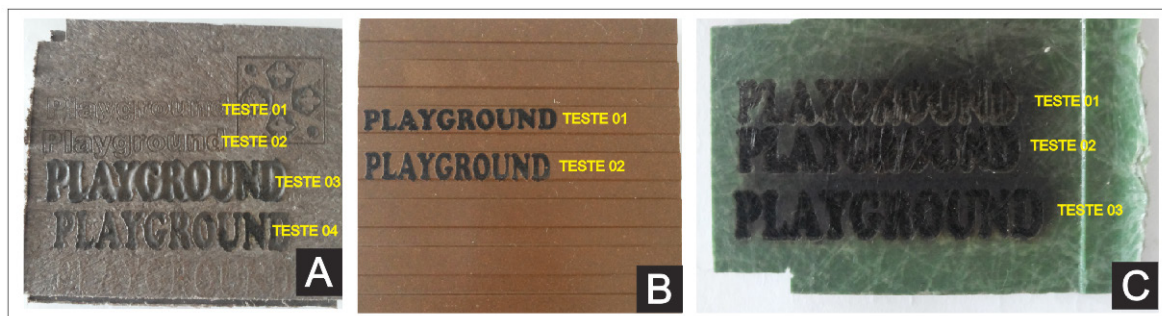 Playground TESTE 01
Playground TESTE 02
PLAYGROUND TESTE 03
PLAYGROUND TESTE 04
PLAYGROUND
A
PLAYGROUND TESTE 01
PLAYGROUND TESTE 02
B
PLAYGROUND TESTE 01
PLAYGROUND TESTE 02
PLAYGROUND TESTE 03
C